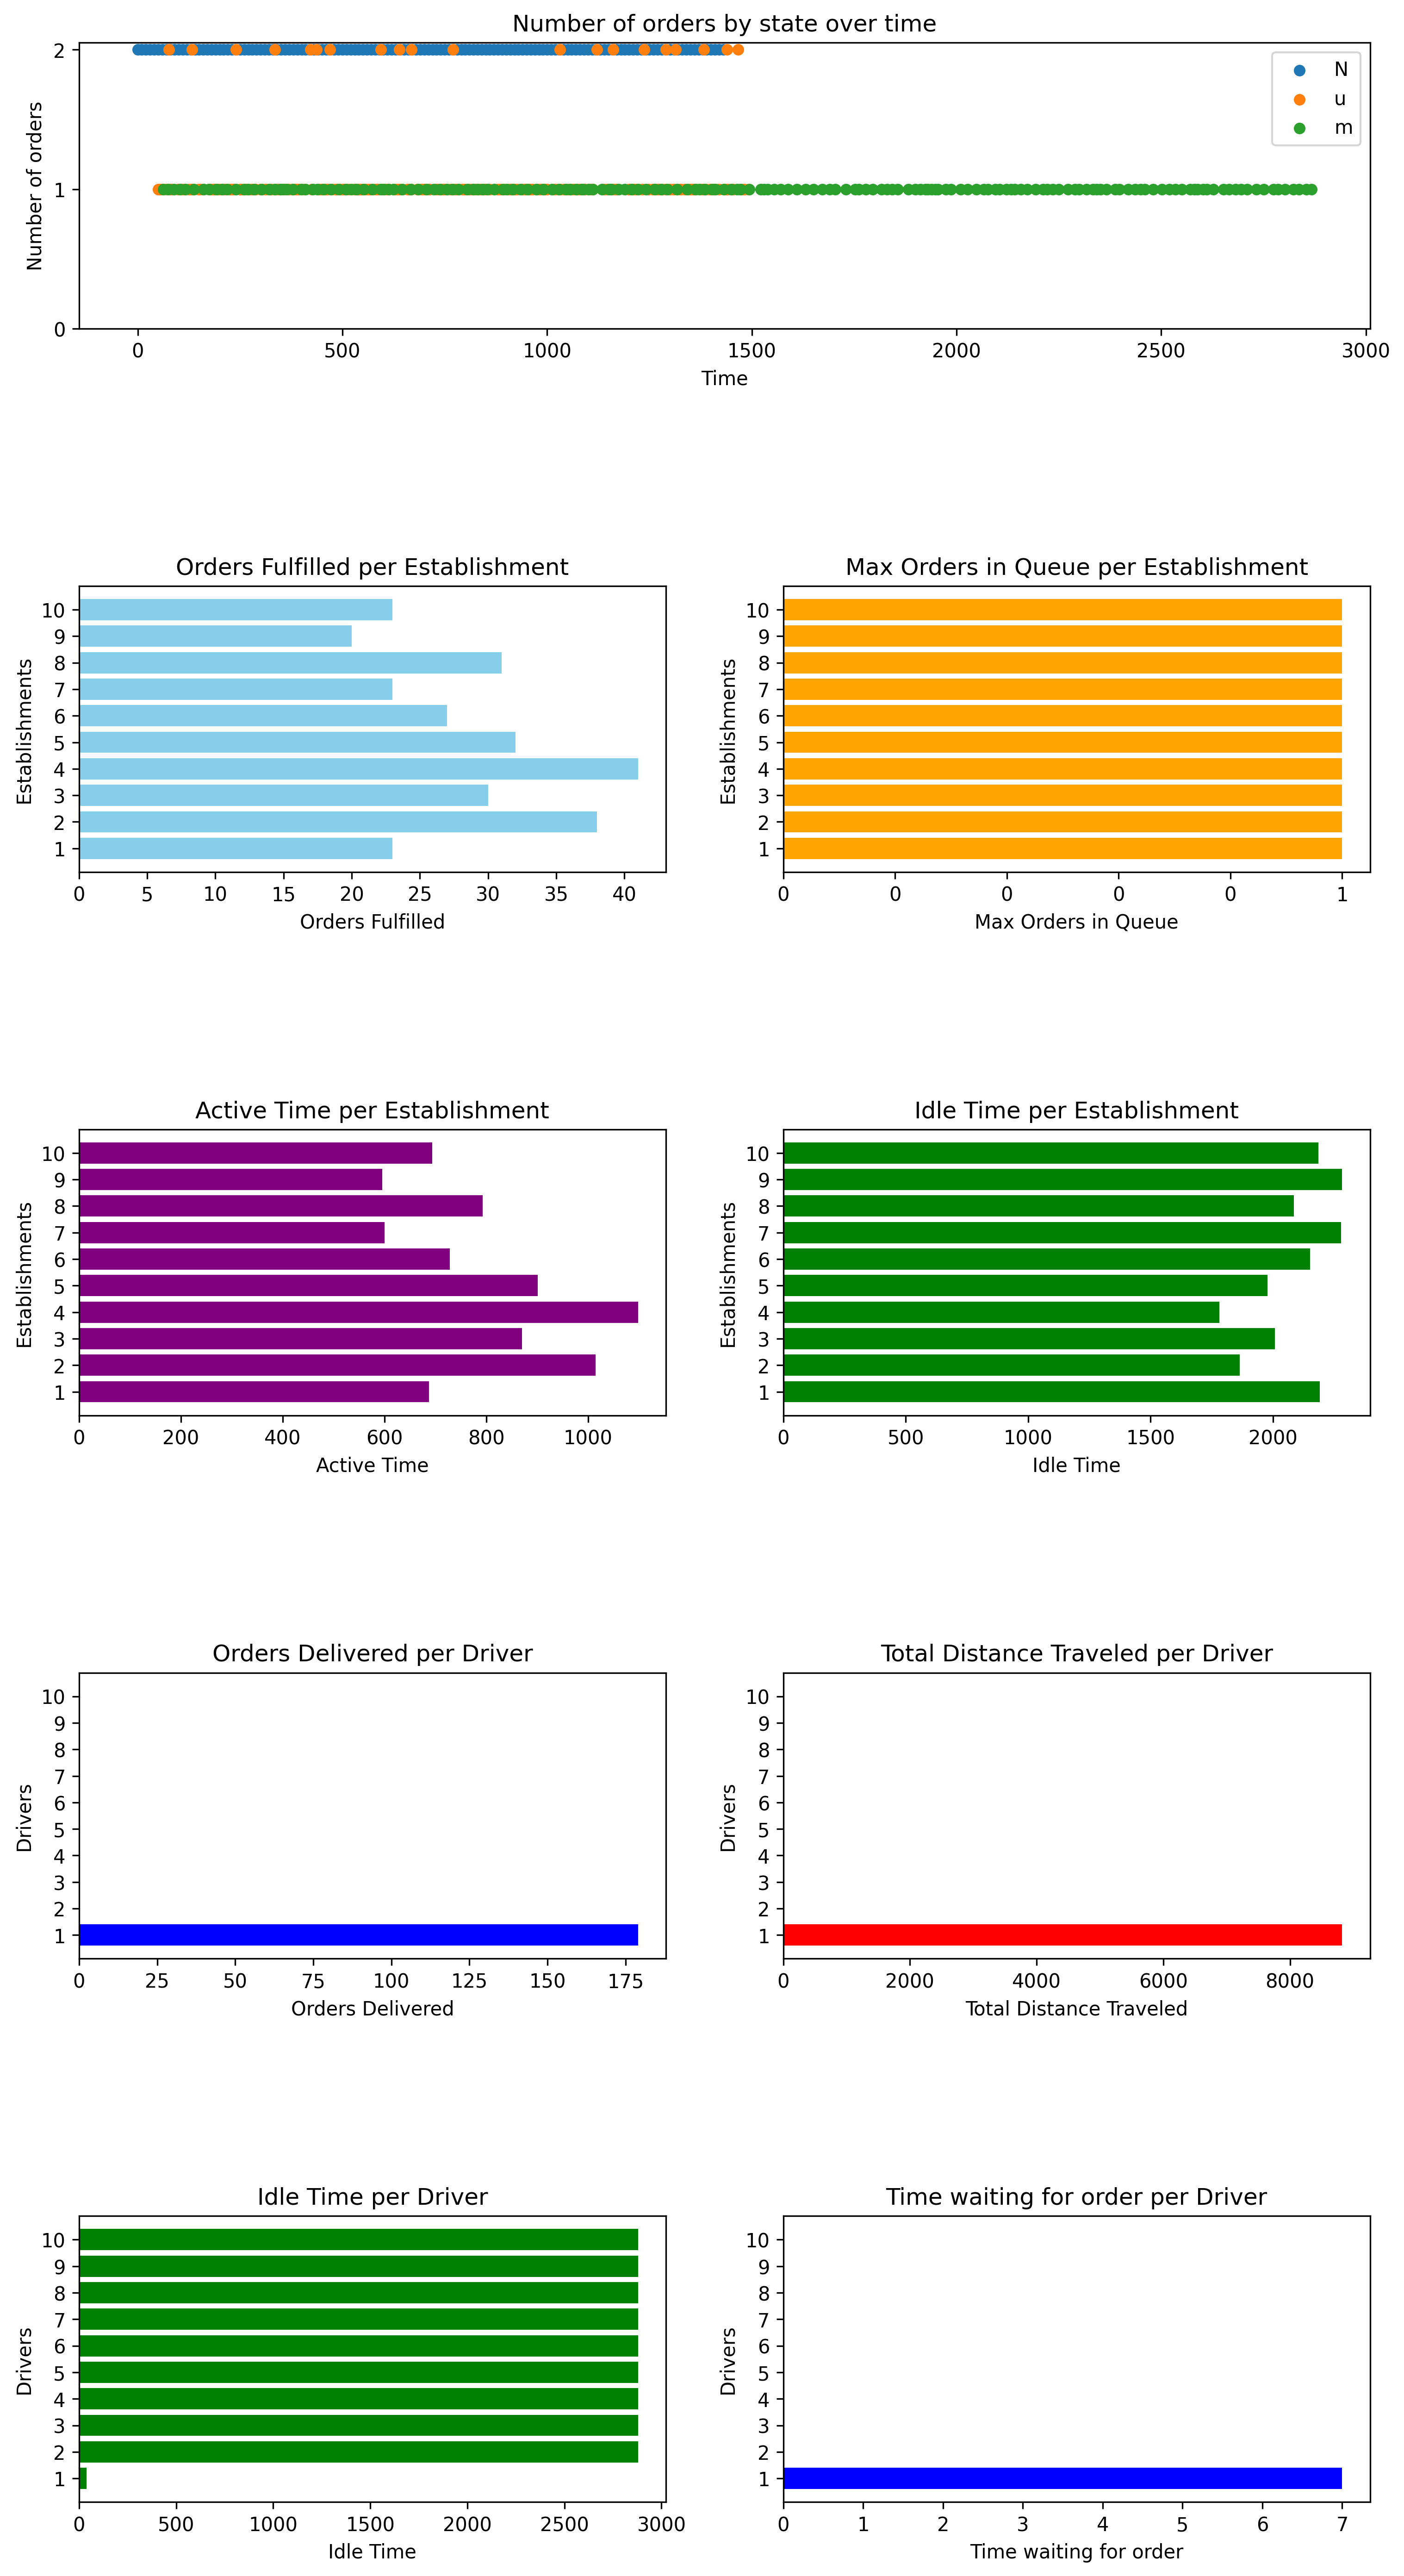 Number of orders by state over time
2
1
0
Number of orders
N
u
m
0 500 1000 1500 2000 2500 3000
Time
Orders Fulfilled per Establishment
10
9
8
7
6
5
4
3
2
1
Establishments
0 5 10 15 20 25 30 35 40
Orders Fulfilled
Max Orders in Queue per Establishment
10
9
8
7
6
5
4
3
2
1
Establishments
0 0 0 0 0 1
Max Orders in Queue
Active Time per Establishment
10
9
8
7
6
5
4
3
2
1
Establishments
0 200 400 600 800 1000
Active Time
Idle Time per Establishment
10
9
8
7
6
5
4
3
2
1
Establishments
0 500 1000 1500 2000
Idle Time
Orders Delivered per Driver
10
9
8
7
6
5
4
3
2
1
Drivers
0 25 50 75 100 125 150 175
Orders Delivered
Total Distance Traveled per Driver
10
9
8
7
6
5
4
3
2
1
Drivers
0 2000 4000 6000 8000
Total Distance Traveled
Idle Time per Driver
10
9
8
7
6
5
4
3
2
1
Drivers
0 500 1000 1500 2000 2500 3000
Idle Time
Time waiting for order per Driver
10
9
8
7
6
5
4
3
2
1
Drivers
0 1 2 3 4 5 6 7
Time waiting for order